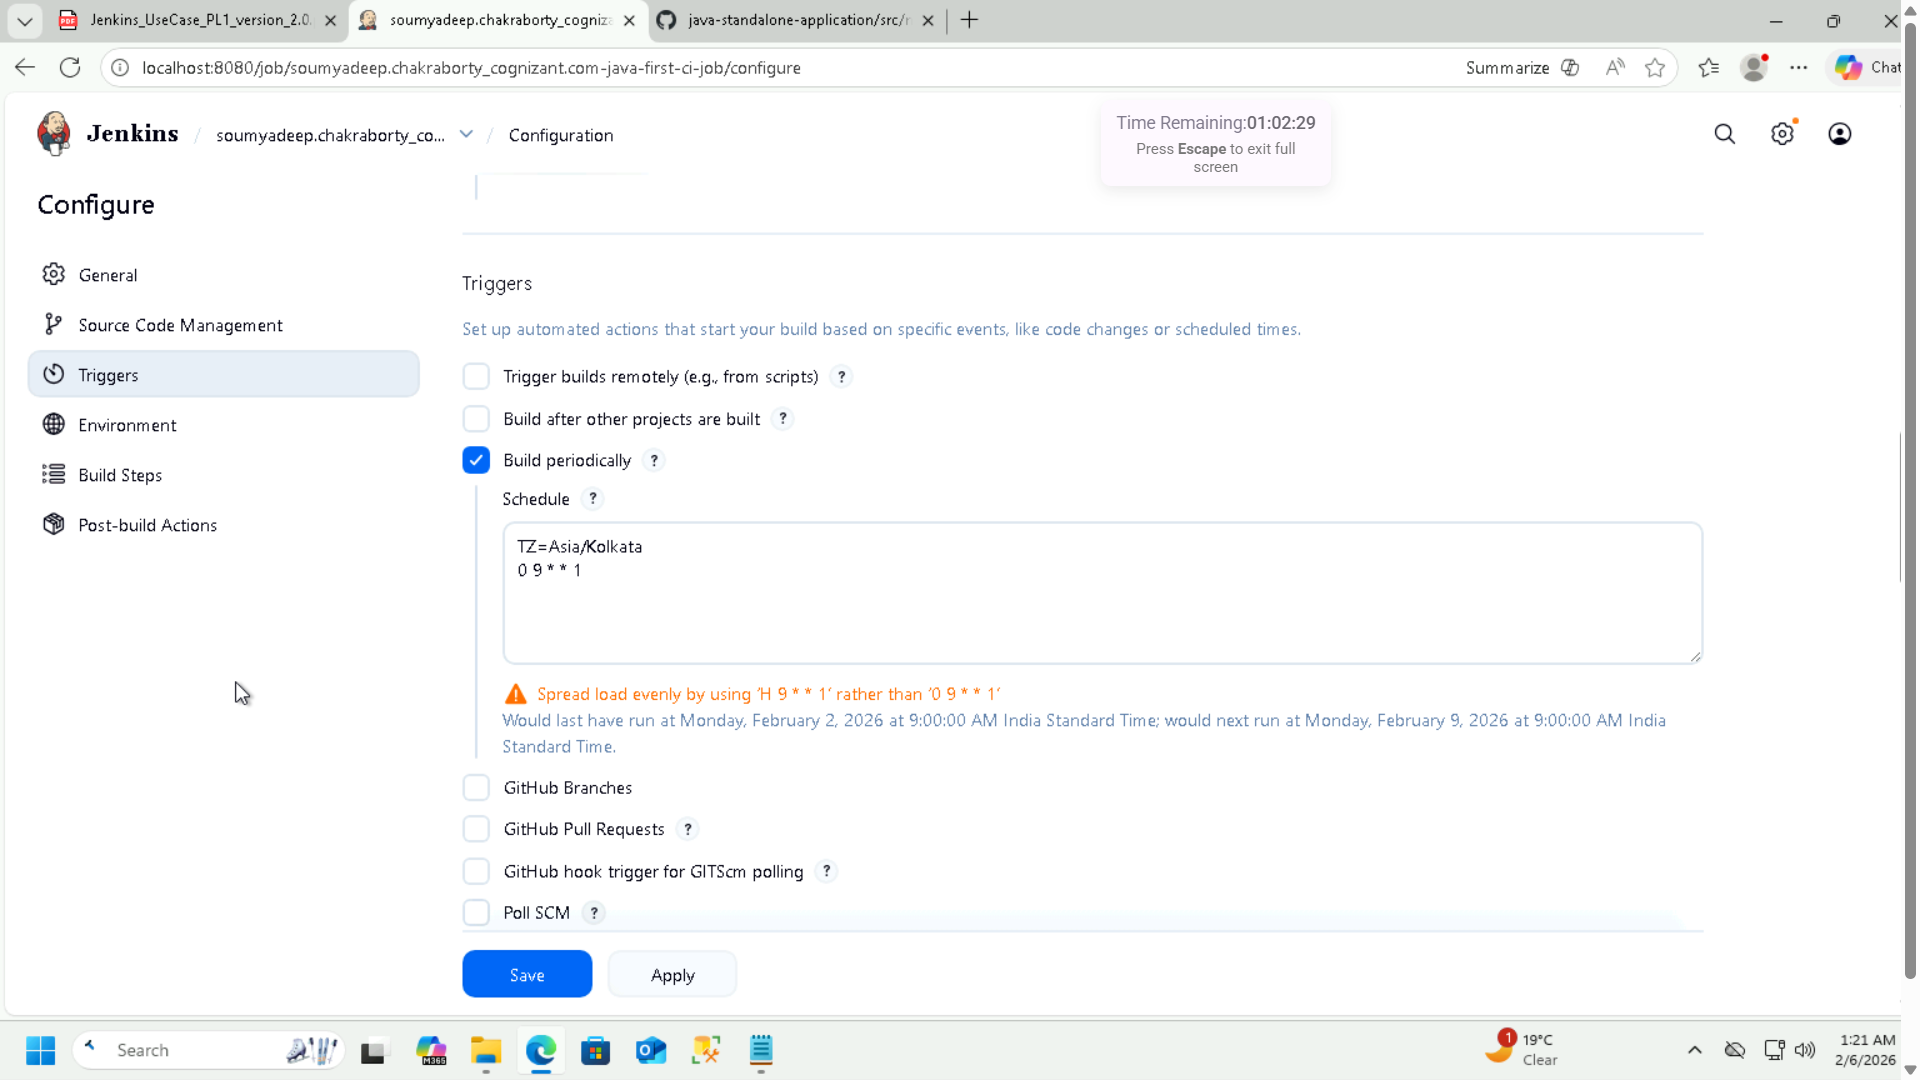 Jenkins_UseCase_PL1_version_2.0.
soumyadeep.chakraborty_cogniza
java-standalone-application/src/r
localhost:8080/job/soumyadeep.chakraborty_cognizant.com-java-first-ci-job/configure
Summarize
Chat
Jenkins / soumyadeep.chakraborty_co... / Configuration
Time Remaining:01:02:29
Press Escape to exit full
screen
Configure
General
Source Code Management
Triggers
Environment
Build Steps
Post-build Actions
Triggers
Set up automated actions that start your build based on specific events, like code changes or scheduled times.
Trigger builds remotely (e.g., from scripts) ?
Build after other projects are built ?
Build periodically ?
Schedule ?
TZ=Asia/Kolkata
0 9 * * 1
Spread load evenly by using ‘H 9 * * 1’ rather than ‘0 9 * * 1’
Would last have run at Monday, February 2, 2026 at 9:00:00 AM India Standard Time; would next run at Monday, February 9, 2026 at 9:00:00 AM India
Standard Time.
GitHub Branches
GitHub Pull Requests ?
GitHub hook trigger for GITScm polling ?
Poll SCM ?
Save
Apply
Search
M365
1
19°C
Clear
1:21 AM
2/6/2026